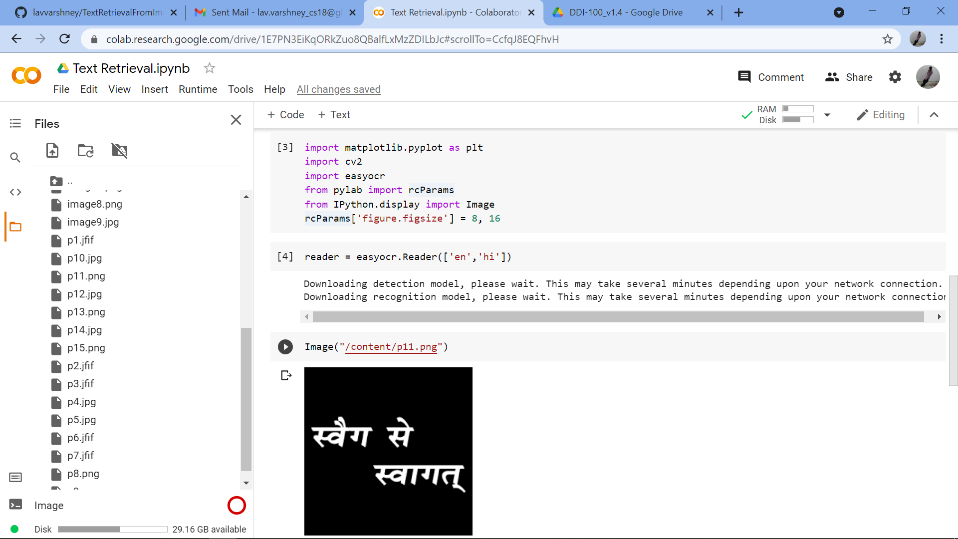 lavvarshney/TextRetrievalFromIm
Sent Mail - lav.varshney_cs18@gl
Text Retrieval.ipynb - Colaborator
DDI-100_v1.4 - Google Drive
colab.research.google.com/drive/1E7PN3EiKqORkZuo8QBalfLxMzZDILbJc#scrollTo=CcfqJ8EQFhvH
Text Retrieval.ipynb
Comment
Share
File Edit View Insert Runtime Tools Help All changes saved
Files
+ Code + Text
RAM
Disk
Editing
..
image8.png
image9.jpg
p1.jfif
p10.jpg
p11.png
p12.jpg
p13.png
p14.jpg
p15.png
p2.jfif
p3.jfif
p4.jpg
p5.jpg
p6.jfif
p7.jfif
p8.png
Image
Disk 29.16 GB available
[3] import matplotlib.pyplot as plt
import cv2
import easyocr
from pylab import rcParams
from IPython.display import Image
rcParams['figure.figsize'] = 8, 16
[4] reader = easyocr.Reader(['en','hi'])
Downloading detection model, please wait. This may take several minutes depending upon your network connection.
Downloading recognition model, please wait. This may take several minutes depending upon your network connection
Image("/content/p11.png")
स्वैग से
स्वागत्